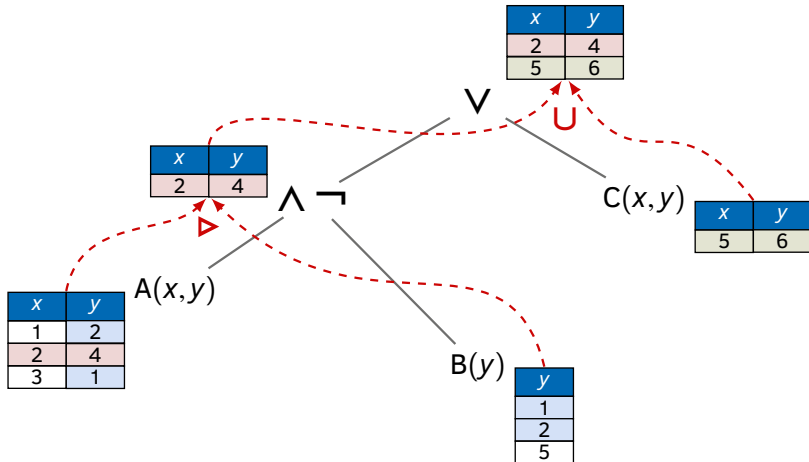 x y
2 4
5 6
∨
∪
x y
2 4
∧ ¬
▷
C(x, y)
x y
5 6
A(x, y)
x y
1 2
2 4
3 1
B(y)
y
1
2
5